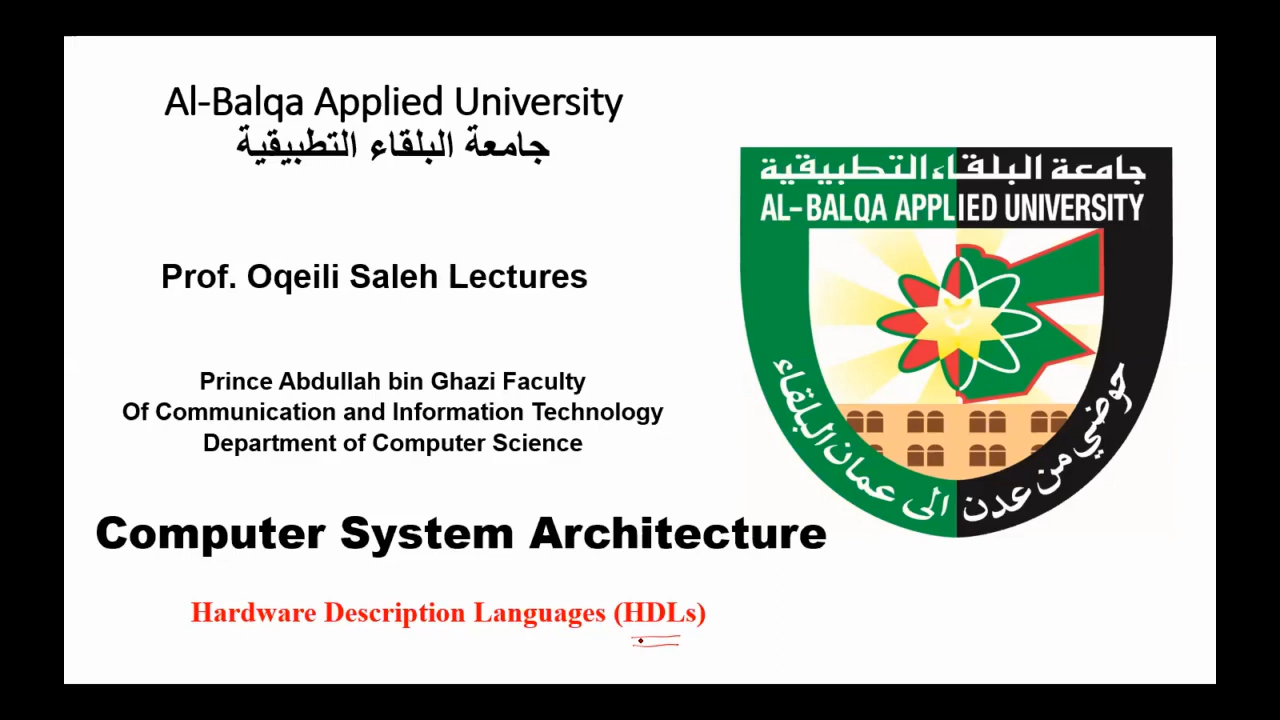 Al-Balqa Applied University
جامعة البلقاء التطبيقية
Prof. Oqeili Saleh Lectures
Prince Abdullah bin Ghazi Faculty
Of Communication and Information Technology
Department of Computer Science
Computer System Architecture
Hardware Description Languages (HDLs)
جامعة البلقاء التطبيقية
AL-BALQA APPLIED UNIVERSITY
حوضي من عدن الى عمان البلقاء